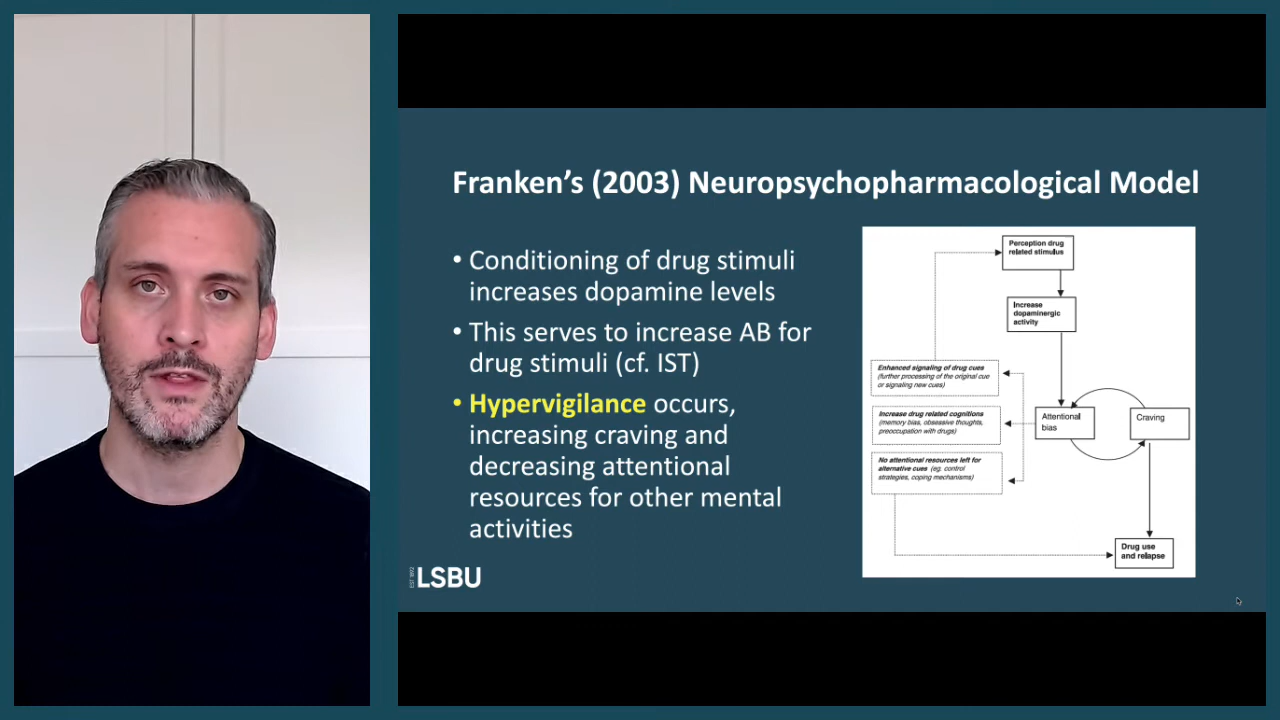 Franken's (2003) Neuropsychopharmacological Model
• Conditioning of drug stimuli
increases dopamine levels
• This serves to increase AB for
drug stimuli (cf. IST)
• Hypervigilance occurs,
increasing craving and
decreasing attentional
resources for other mental
activities
Perception drug
related stimulus
Increase
dopaminergic
activity
Enhanced signaling of drug cues
(further processing of the original cue
or signaling new cues)
Increase drug related cognitions
(memory bias, obsessive thoughts,
preoccupation with drugs)
No attentional resources left for
alternative cues (eg. control
strategies, coping mechanisms)
Attentional
bias
Craving
Drug use
and relapse
EST 1892
LSBU